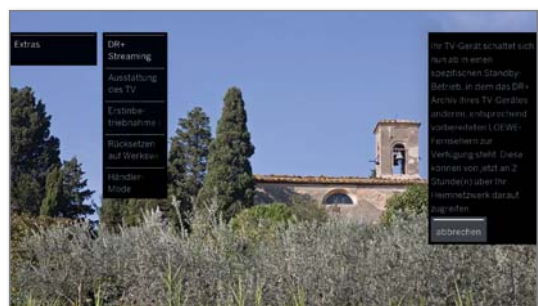 Extras
DR+
Streaming
Ausstattung
des TV
Erstinbe-
triebnahme
Rücksetzen
auf Werksw
Händler-
Mode
Ihr TV-Gerät schaltet sich
nun ab in einen
spezifischen Standby-
Betrieb, in dem das DR+
Archiv Ihres TV-Gerätes
anderen, entsprechend
vorbereiteten LOEWE-
Fernsehern zur
Verfügung steht. Diese
können von jetzt an 2
Stunde(n) über Ihr
Heimnetzwerk darauf
zugreifen.
abbrechen